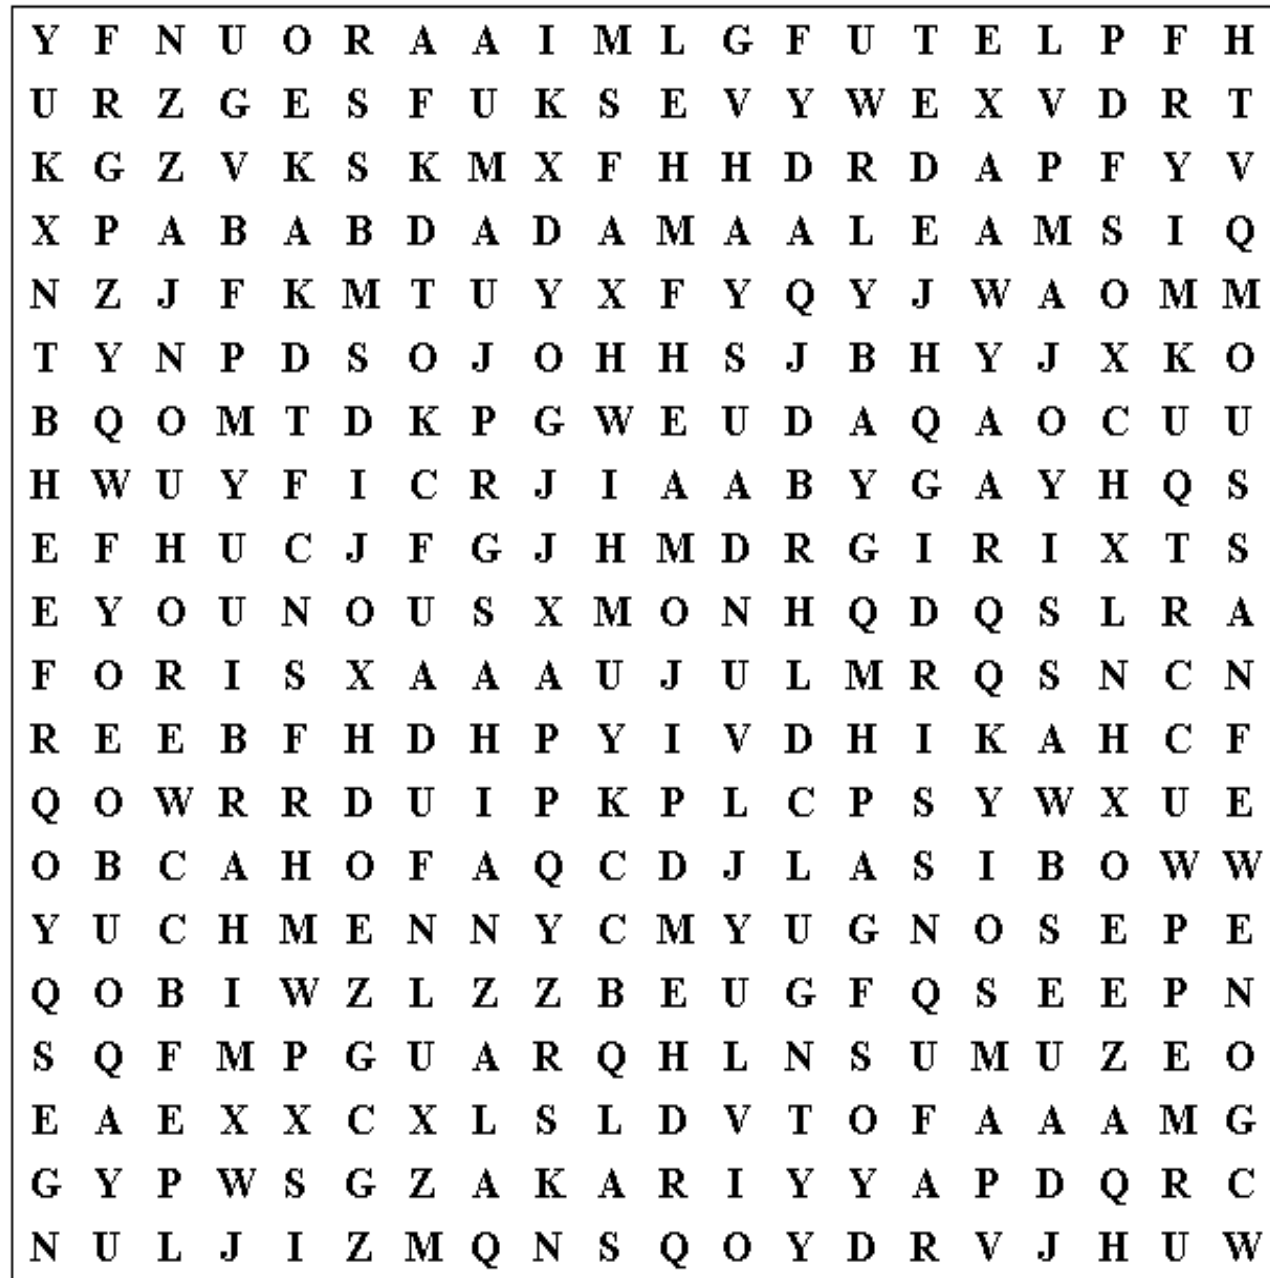 Y F N U O R A A I M L G F U T E L P F H
U R Z G E S F U K S E V Y W E X V D R T
K G Z V K S K M X F H H D R D A P F Y V
X P A B A B D A D A M A A L E A M S I Q
N Z J F K M T U Y X F Y Q Y J W A O M M
T Y N P D S O J O H H S J B H Y J X K O
B Q O M T D K P G W E U D A Q A O C U U
H W U Y F I C R J I A A B Y G A Y H Q S
E F H U C J F G J H M D R G I R I X T S
E Y O U N O U S X M O N H Q D Q S L R A
F O R I S X A A A U J U L M R Q S N C N
R E E B F H D H P Y I V D H I K A H C F
Q O W R R D U I P K P L C P S Y W X U E
O B C A H O F A Q C D J L A S I B O W W
Y U C H M E N N Y C M Y U G N O S E P E
Q O B I W Z L Z Z B E U G F Q S E E P N
S Q F M P G U A R Q H L N S U M U Z E O
E A E X X C X L S L D V T O F A A A M G
G Y P W S G Z A K A R I Y Y A P D Q R C
N U L J I Z M Q N S Q O Y D R V J H U W